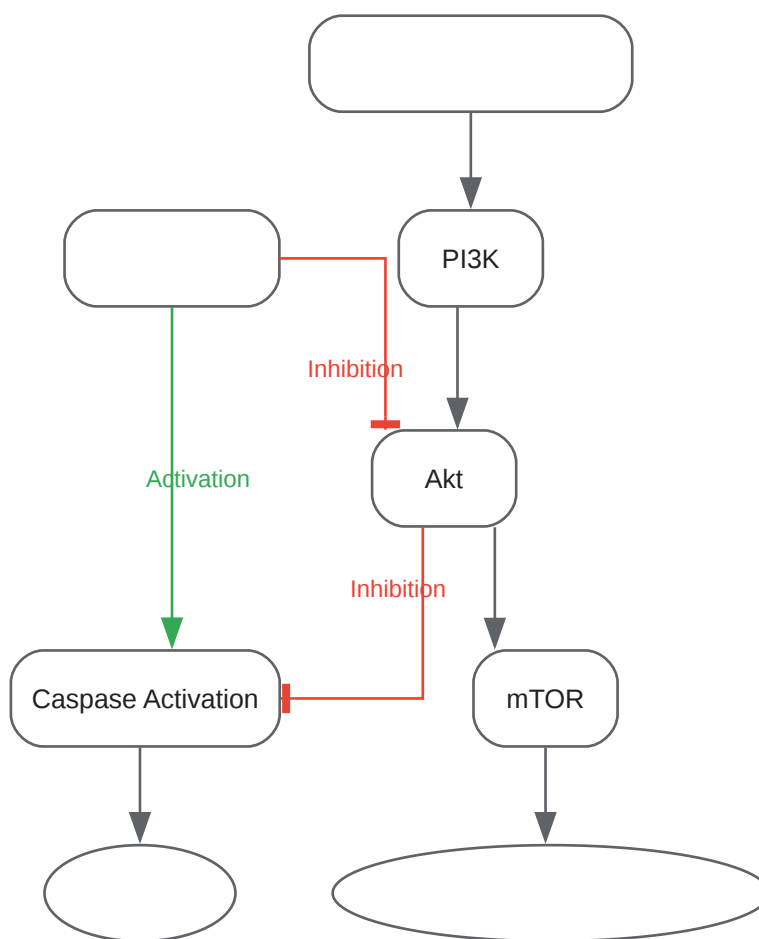 PI3K
Inhibition
Activation
Akt
Inhibition
Caspase Activation
mTOR